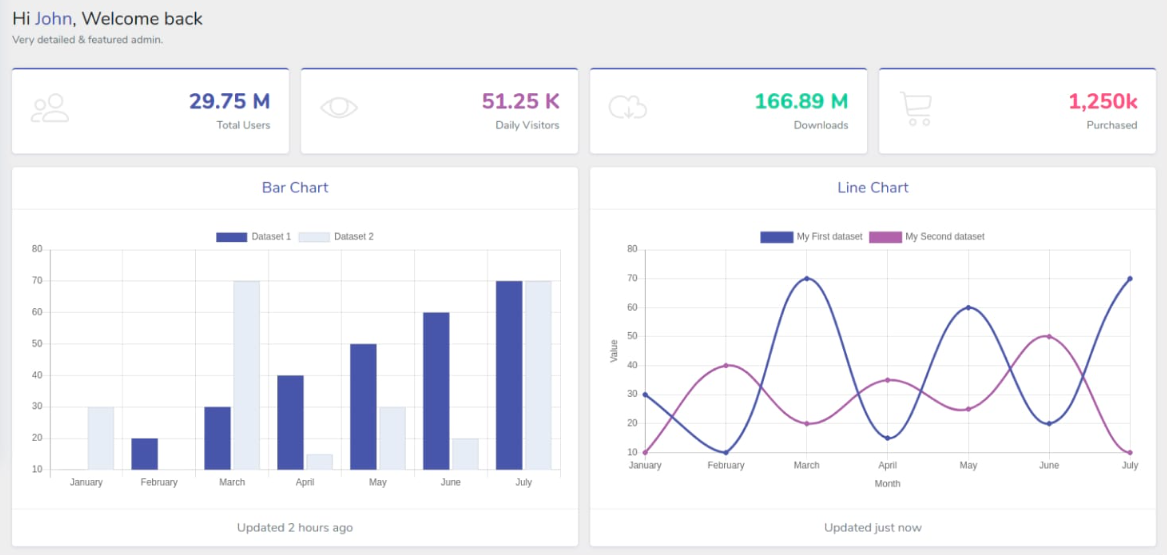 Hi John, Welcome back
Very detailed & featured admin.
29.75 M
Total Users
51.25 K
Daily Visitors
166.89 M
Downloads
1,250k
Purchased
Bar Chart
Dataset 1 Dataset 2
80
70
60
50
40
30
20
10
January February March April May June July
Updated 2 hours ago
Line Chart
My First dataset My Second dataset
Value
80
70
60
50
40
30
20
10
January February March April May June July
Month
Updated just now